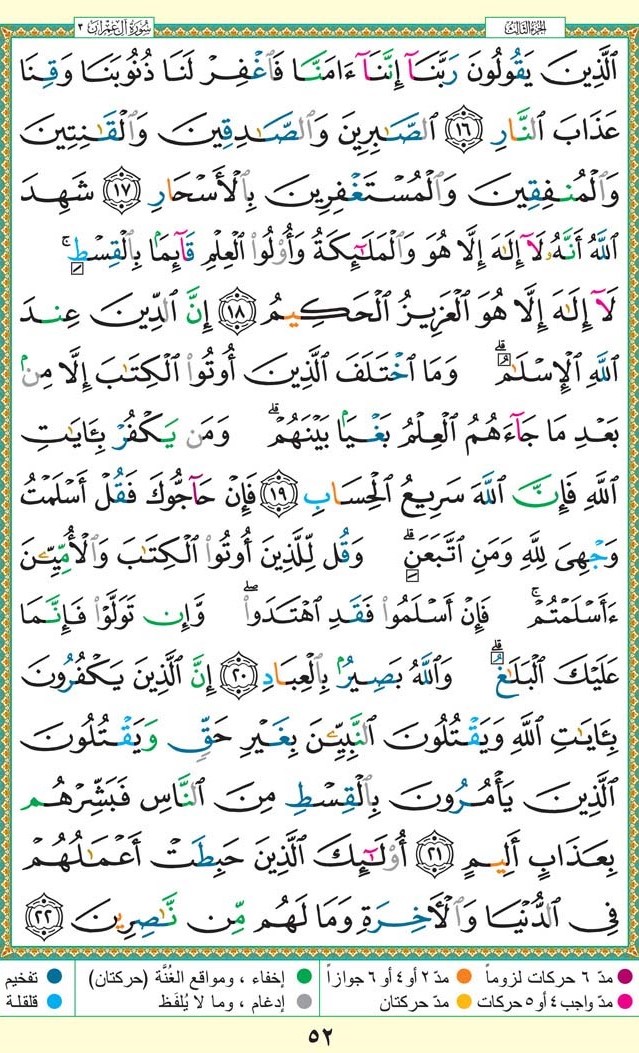 سُورَةُ آلِ عِمْرَان ٣
الجزء الثالث
ٱلَّذِينَ يَقُولُونَ رَبَّنَآ إِنَّنَآ ءَامَنَّا فَٱغْفِرْ لَنَا ذُنُوبَنَا وَقِنَا
عَذَابَ ٱلنَّارِ ١٦ ٱلصَّٰبِرِينَ وَٱلصَّٰدِقِينَ وَٱلْقَٰنِتِينَ
وَٱلْمُنفِقِينَ وَٱلْمُسْتَغْفِرِينَ بِٱلْأَسْحَارِ ١٧ شَهِدَ
ٱللَّهُ أَنَّهُۥ لَآ إِلَٰهَ إِلَّا هُوَ وَٱلْمَلَٰٓئِكَةُ وَأُو۟لُوا۟ ٱلْعِلْمِ قَآئِمًۢا بِٱلْقِسْطِۚ
لَآ إِلَٰهَ إِلَّا هُوَ ٱلْعَزِيزُ ٱلْحَكِيمُ ١٨ إِنَّ ٱلدِّينَ عِندَ
ٱللَّهِ ٱلْإِسْلَٰمُۗ وَمَا ٱخْتَلَفَ ٱلَّذِينَ أُوتُوا۟ ٱلْكِتَٰبَ إِلَّا مِنۢ
بَعْدِ مَا جَآءَهُمُ ٱلْعِلْمُ بَغْيًۢا بَيْنَهُمْۗ وَمَن يَكْفُرْ بِـَٔايَٰتِ
ٱللَّهِ فَإِنَّ ٱللَّهَ سَرِيعُ ٱلْحِسَابِ ١٩ فَإِنْ حَآجُّوكَ فَقُلْ أَسْلَمْتُ
وَجْهِىَ لِلَّهِ وَمَنِ ٱتَّبَعَنِۗ وَقُل لِّلَّذِينَ أُوتُوا۟ ٱلْكِتَٰبَ وَٱلْأُمِّيِّـۧنَ
ءَأَسْلَمْتُمْۚ فَإِنْ أَسْلَمُوا۟ فَقَدِ ٱهْتَدَوا۟ۖ وَّإِن تَوَلَّوْا۟ فَإِنَّمَا
عَلَيْكَ ٱلْبَلَٰغُۗ وَٱللَّهُ بَصِيرٌۢ بِٱلْعِبَادِ ٢٠ إِنَّ ٱلَّذِينَ يَكْفُرُونَ
بِـَٔايَٰتِ ٱللَّهِ وَيَقْتُلُونَ ٱلنَّبِيِّـۧنَ بِغَيْرِ حَقٍّ وَيَقْتُلُونَ
ٱلَّذِينَ يَأْمُرُونَ بِٱلْقِسْطِ مِنَ ٱلنَّاسِ فَبَشِّرْهُم
بِعَذَابٍ أَلِيمٍ ٢١ أُو۟لَٰٓئِكَ ٱلَّذِينَ حَبِطَتْ أَعْمَٰلُهُمْ
فِى ٱلدُّنْيَا وَٱلْءَاخِرَةِ وَمَا لَهُم مِّن نَّٰصِرِينَ ٢٢
مدّ ٦ حركات لزوماً مدّ ٢ أو ٤ أو ٦ جوازاً إخفاء ، ومواقع الغُنَّة (حركتان) تفخيم
مدّ واجب ٤ أو ٥ حركات مدّ حركتان إدغام ، وما لا يُلفَظ قلقلة
٥٢